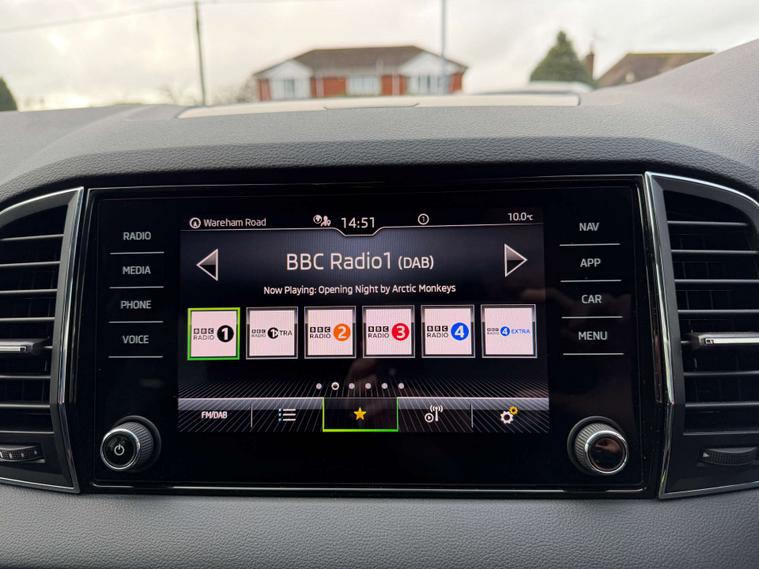 Wareham Road
14:51
1
10.0℃
RADIO
MEDIA
PHONE
VOICE
BBC Radio1 (DAB)
Now Playing: Opening Night by Arctic Monkeys
BBC RADIO 1
BBC RADIO 1XTRA
BBC RADIO 2
BBC RADIO 3
BBC RADIO 4
BBC RADIO 4 EXTRA
FM/DAB
NAV
APP
CAR
MENU